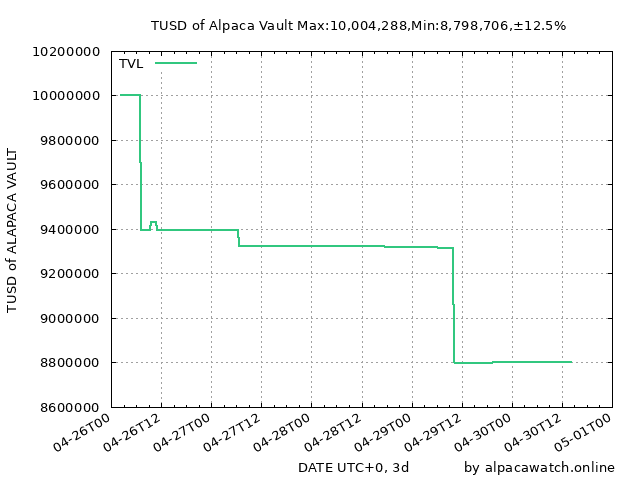 TUSD of Alpaca Vault Max:10,004,288,Min:8,798,706,±12.5%
TUSD of ALAPACA VAULT
TVL
10200000
10000000
9800000
9600000
9400000
9200000
9000000
8800000
8600000
04-26T00
04-26T12
04-27T00
04-27T12
04-28T00
04-28T12
04-29T00
04-29T12
04-30T00
04-30T12
05-01T00
DATE UTC+0, 3d
by alpacawatch.online